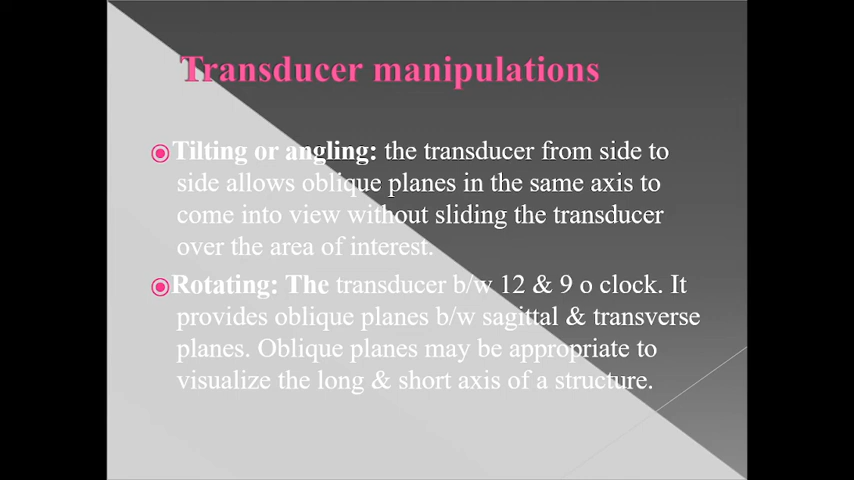 Transducer manipulations
Tilting or angling: the transducer from side to
side allows oblique planes in the same axis to
come into view without sliding the transducer
over the area of interest.
Rotating: The transducer b/w 12 & 9 o clock. It
provides oblique planes b/w sagittal & transverse
planes. Oblique planes may be appropriate to
visualize the long & short axis of a structure.